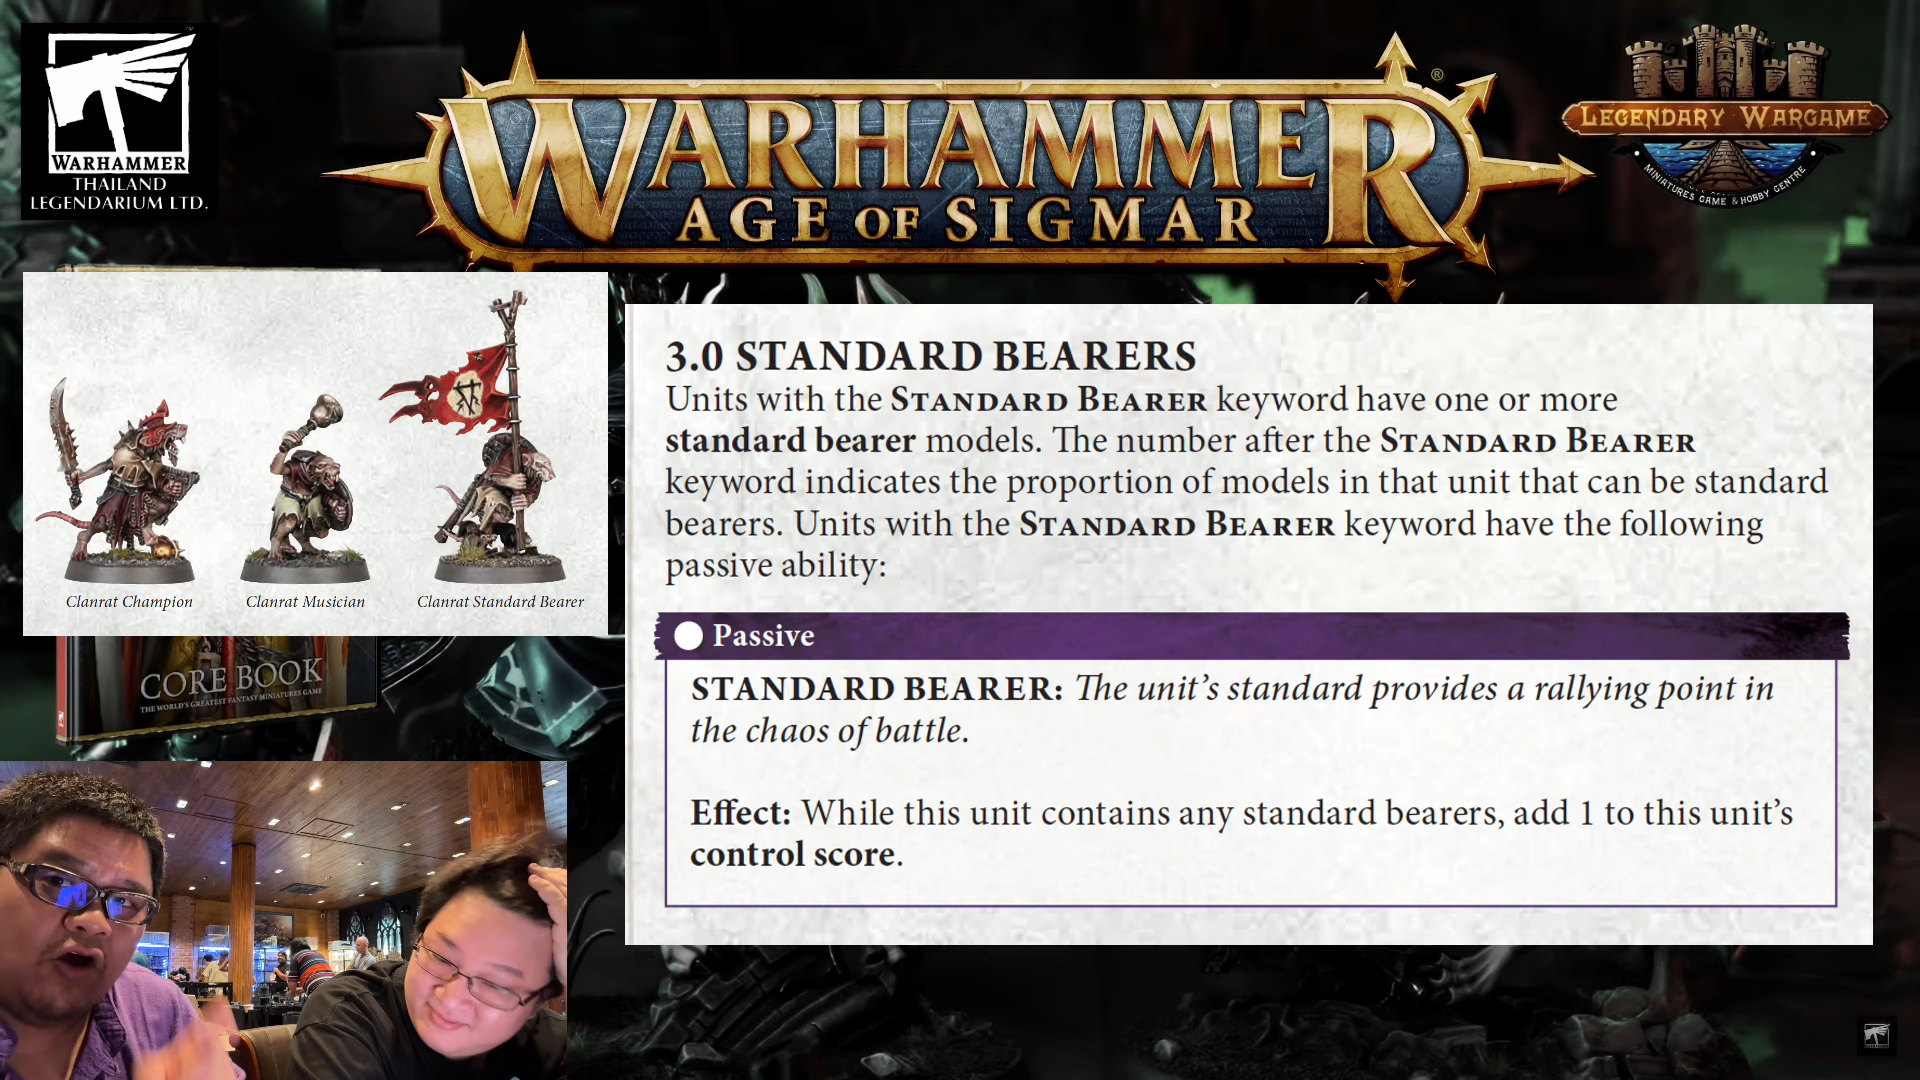 WARHAMMER
THAILAND
LEGENDARIUM LTD.
WARHAMMER
®
AGE OF SIGMAR
LEGENDARY WARGAME
MINIATURES GAME & HOBBY CENTRE
Clanrat Champion
Clanrat Musician
Clanrat Standard Bearer
CORE BOOK
THE WORLD'S GREATEST FANTASY MINIATURES GAME
3.0 STANDARD BEARERS
Units with the STANDARD BEARER keyword have one or more
standard bearer models. The number after the STANDARD BEARER
keyword indicates the proportion of models in that unit that can be standard
bearers. Units with the STANDARD BEARER keyword have the following
passive ability:
Passive
STANDARD BEARER: The unit's standard provides a rallying point in
the chaos of battle.
Effect: While this unit contains any standard bearers, add 1 to this unit's
control score.